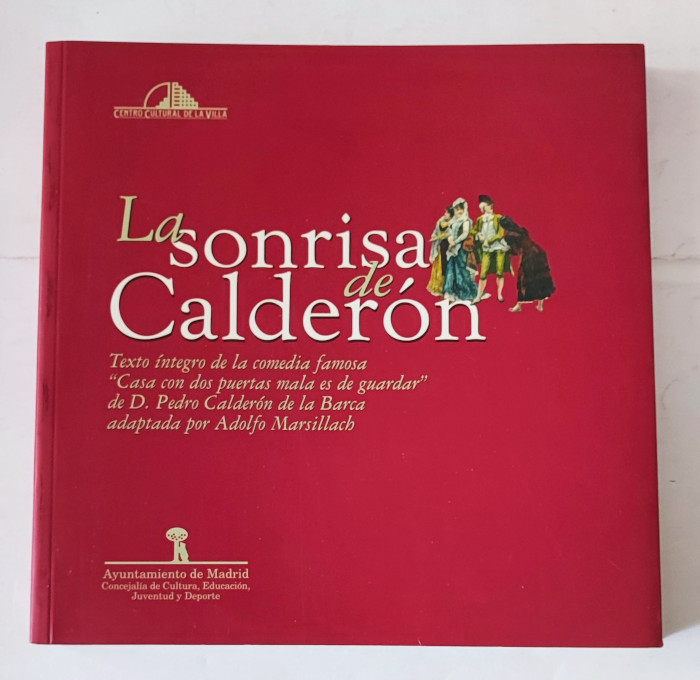 CENTRO CULTURAL DE LA VILLA
La
sonrisa
de
Calderón
Texto íntegro de la comedia famosa
“Casa con dos puertas mala es de guardar”
de D. Pedro Calderón de la Barca
adaptada por Adolfo Marsillach
Ayuntamiento de Madrid
Concejalía de Cultura, Educación,
Juventud y Deporte